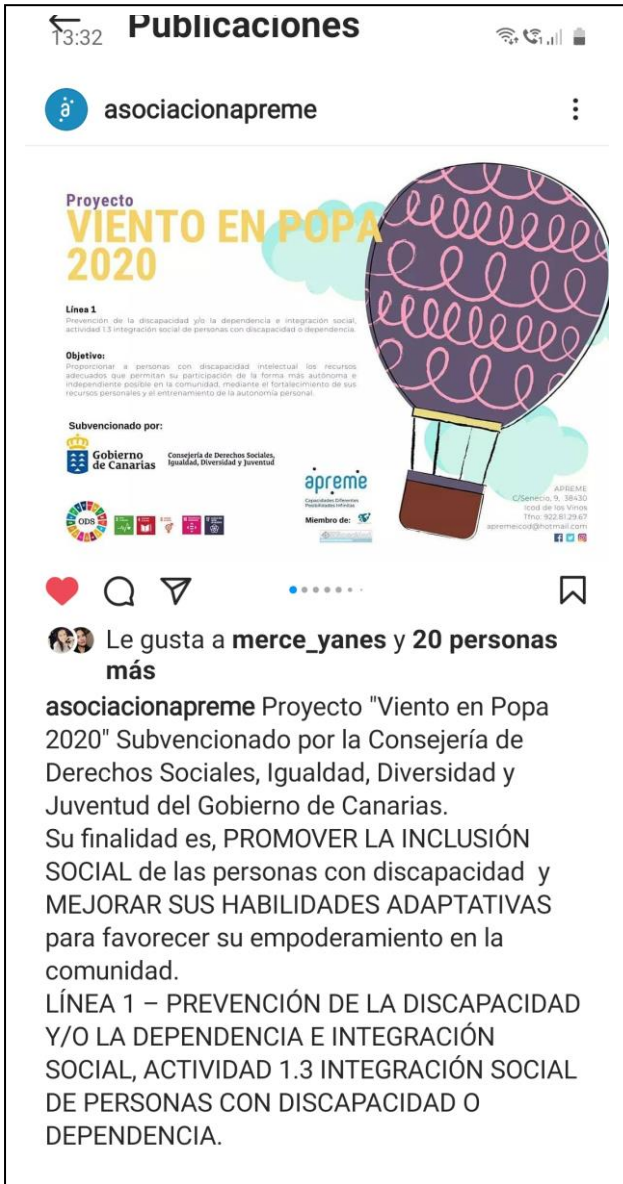 13:32
Publicaciones
asociacionapreme
Proyecto
VIENTO EN POPA
2020
Línea 1
Prevención de la discapacidad y/o la dependencia e integración social,
actividad 1.3 integración social de personas con discapacidad o dependencia.
Objetivo:
Proporcionar a personas con discapacidad intelectual los recursos
adecuados que permitan su participación de la forma más autónoma e
independiente posible en la comunidad, mediante el fortalecimiento de sus
recursos personales y el entrenamiento de la autonomía personal.
Subvencionado por:
Gobierno
de Canarias
Consejería de Derechos Sociales,
Igualdad, Diversidad y Juventud
ODS
apreme
Capacidades Diferentes
Posibilidades Infinitas
Miembro de:
APREME
C/Senecio, 9, 38430
Icod de los Vinos
Tfno: 922.81.29.67
apremeicod@hotmail.com
Le gusta a merce_yanes y 20 personas
más
asociacionapreme Proyecto "Viento en Popa
2020" Subvencionado por la Consejería de
Derechos Sociales, Igualdad, Diversidad y
Juventud del Gobierno de Canarias.
Su finalidad es, PROMOVER LA INCLUSIÓN
SOCIAL de las personas con discapacidad y
MEJORAR SUS HABILIDADES ADAPTATIVAS
para favorecer su empoderamiento en la
comunidad.
LÍNEA 1 – PREVENCIÓN DE LA DISCAPACIDAD
Y/O LA DEPENDENCIA E INTEGRACIÓN
SOCIAL, ACTIVIDAD 1.3 INTEGRACIÓN SOCIAL
DE PERSONAS CON DISCAPACIDAD O
DEPENDENCIA.